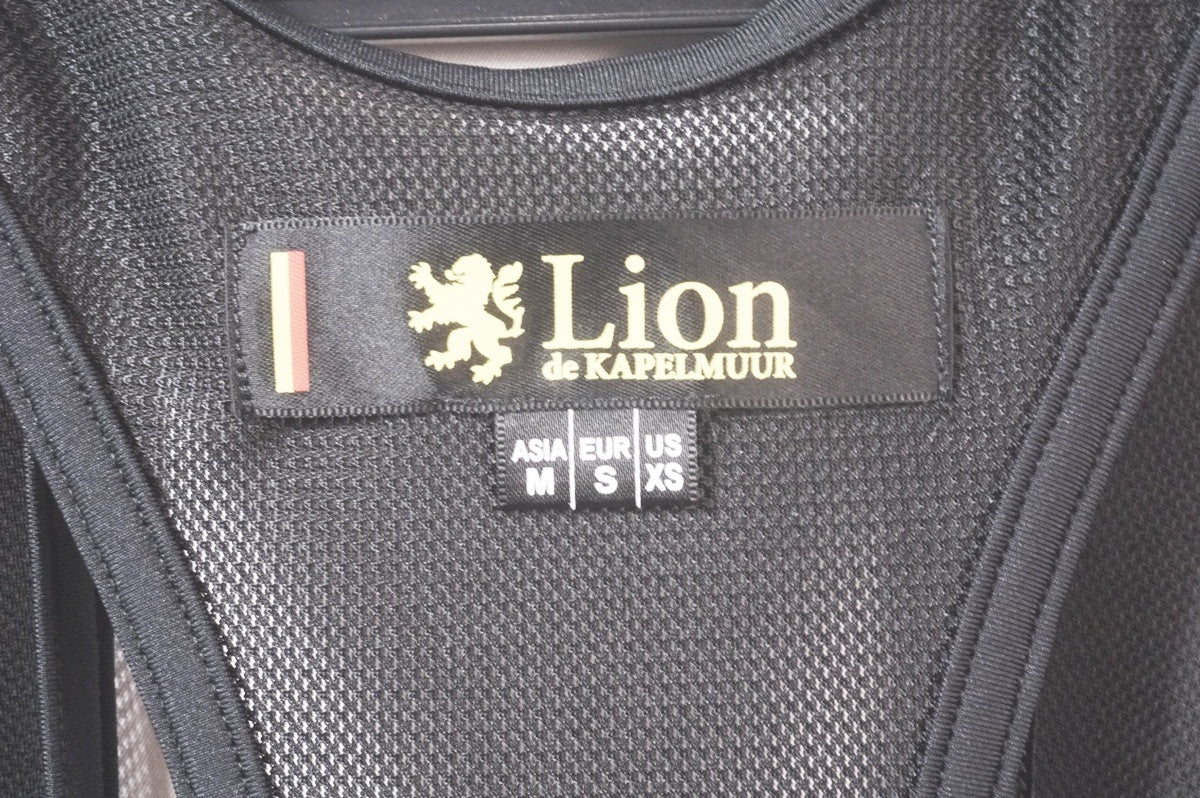 Lion
de KAPELMUUR
ASIA EUR US
M S XS